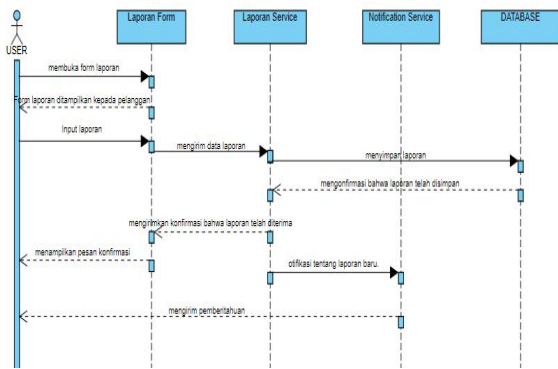 Laporan Form
Laporan Service
Notification Service
DATABASE
USER
membuka form laporan
Form laporan ditampilkan kepada pelanggan
Input laporan
mengirim data laporan
menyimpan laporan
mengonfirmasi bahwa laporan telah disimpan
mengirimkan konfirmasi bahwa laporan telah diterima
menampilkan pesan konfirmasi
otifikasi tentang laporan baru.
mengirim pemberitahuan